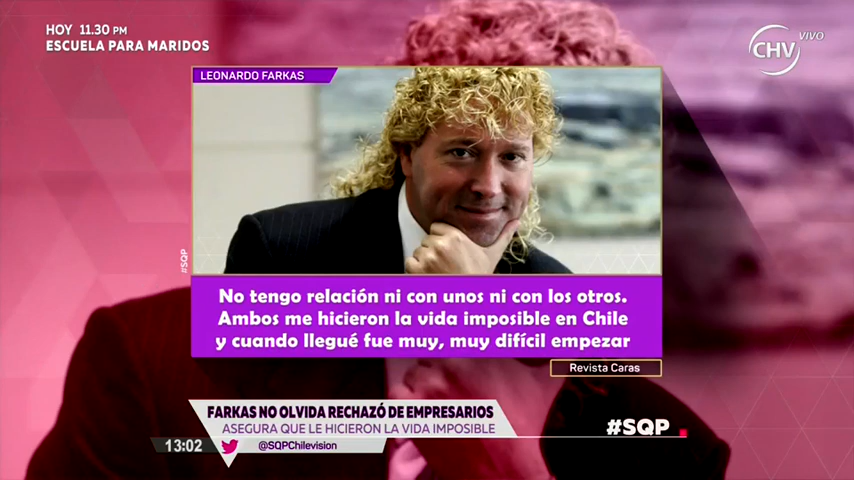 HOY 11.30 PM
ESCUELA PARA MARIDOS
CHV VIVO
LEONARDO FARKAS
#SQP
No tengo relación ni con unos ni con los otros.
Ambos me hicieron la vida imposible en Chile
y cuando llegué fue muy, muy difícil empezar
Revista Caras
FARKAS NO OLVIDA RECHAZÓ DE EMPRESARIOS
ASEGURA QUE LE HICIERON LA VIDA IMPOSIBLE
#SQP
13:02
@SQPChilevision